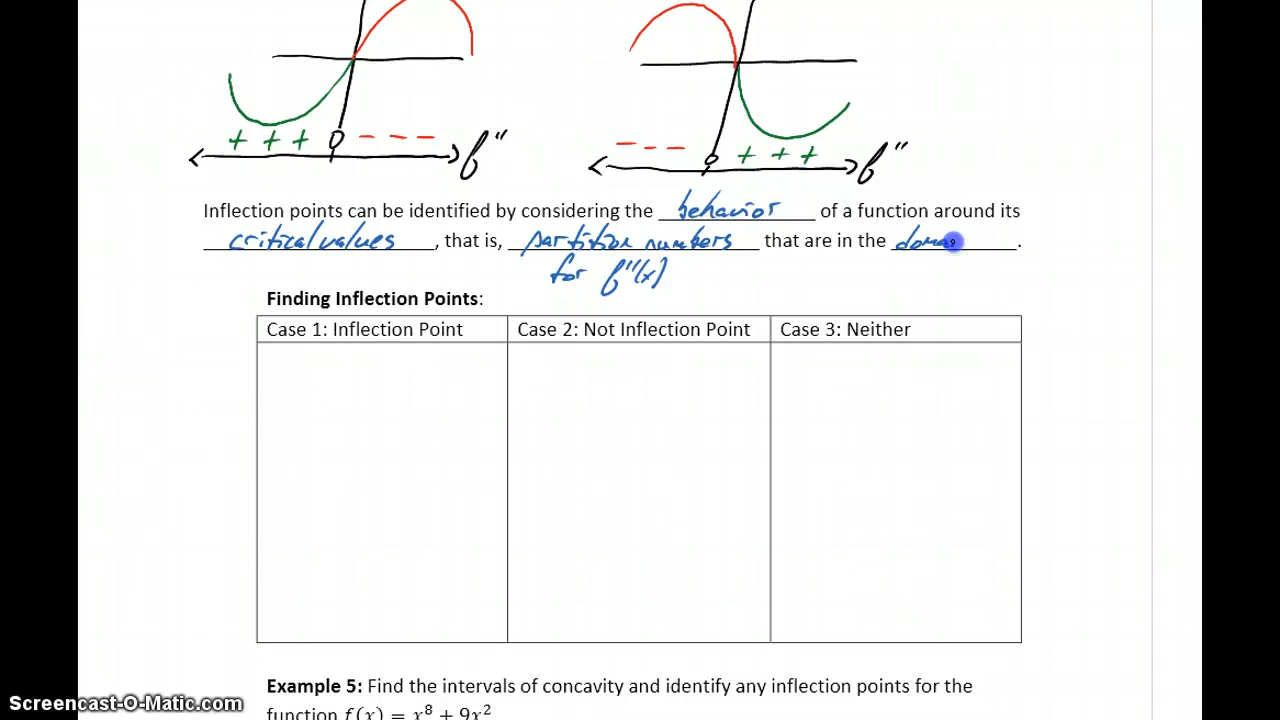 + + + 0 - - - f''
- - - 0 + + + f''
Inflection points can be identified by considering the behavior of a function around its
critical values, that is, partition numbers that are in the
for f''(x)
Finding Inflection Points:
Case 1: Inflection Point Case 2: Not Inflection Point Case 3: Neither
Example 5: Find the intervals of concavity and identify any inflection points for the
function f(x) = x⁸ + 9x²
Screencast-O-Matic.com